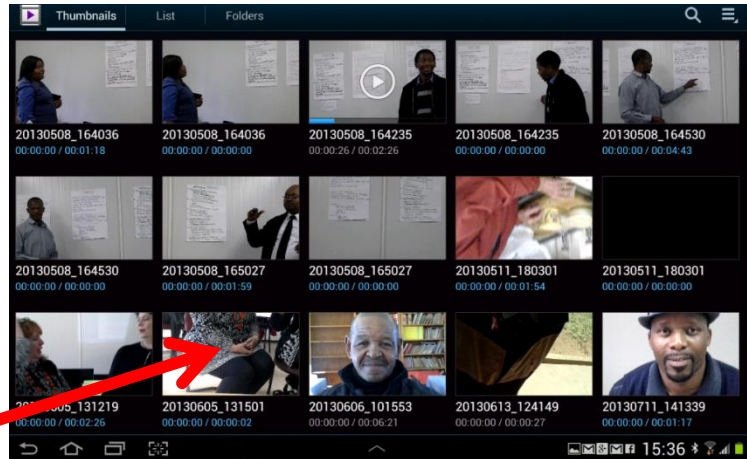 Thumbnails List Folders
20130508_164036 20130508_164036 20130508_164235 20130508_164235 20130508_164530
00:00:00 / 00:01:18 00:00:00 / 00:00:00 00:00:26 / 00:02:26 00:00:00 / 00:00:00 00:00:00 / 00:04:43
20130508_164530 20130508_165027 20130508_165027 20130511_180301 20130511_180301
00:00:00 / 00:00:00 00:00:00 / 00:01:59 00:00:00 / 00:00:00 00:00:00 / 00:01:54 00:00:00 / 00:00:00
605_131219 20130605_131501 20130606_101553 20130613_124149 20130711_141339
00:00:00 / 00:02:26 00:00:00 / 00:00:02 00:00:00 / 00:06:21 00:00:00 / 00:00:27 00:00:00 / 00:01:17
15:36